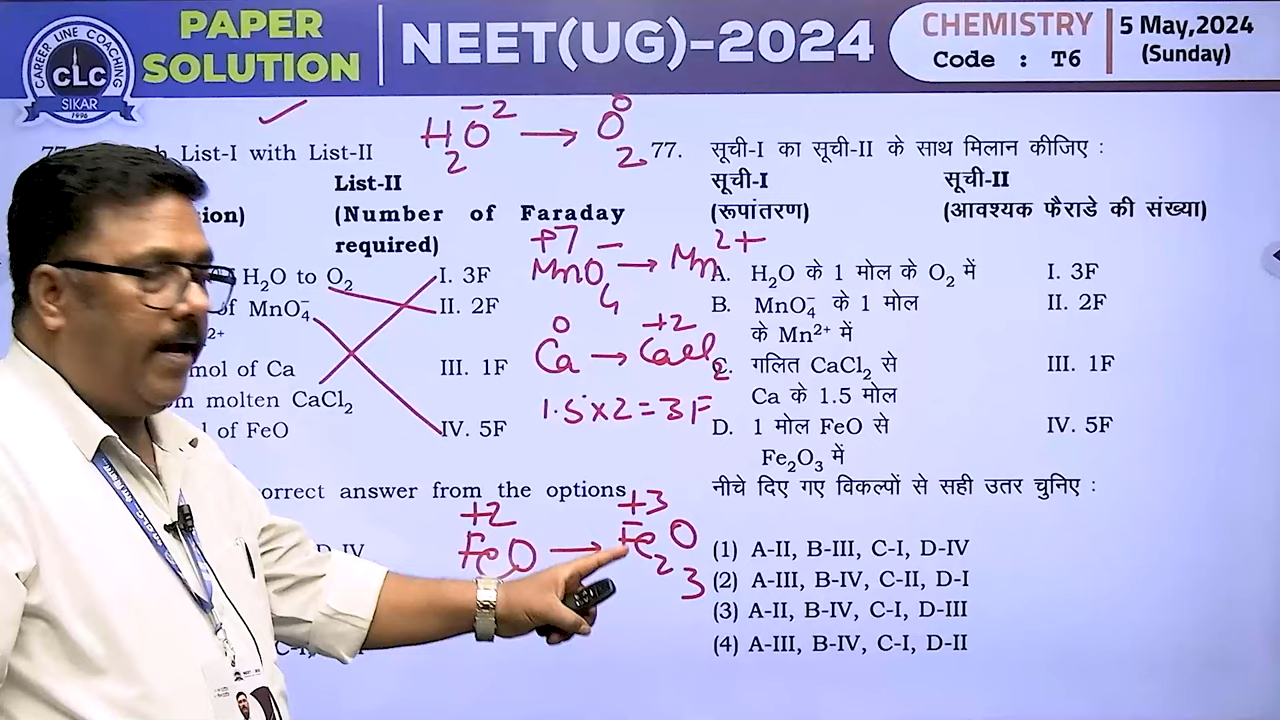 CAREER LINE COACHING
CLC
SIKAR
1996
PAPER
SOLUTION
NEET(UG)-2024
CHEMISTRY
Code : T6
5 May,2024
(Sunday)
H₂O⁻² → O₂⁰
List-I with List-II
List-II
(Number of Faraday
required)
H₂O to O₂
I. 3F
of MnO₄⁻
II. 2F
2+
mol of Ca
III. 1F
molten CaCl₂
of FeO
IV. 5F
correct answer from the options
+7
MnO₄⁻ → Mn²⁺
0 +2
Ca → CaCl₂
1.5×2=3F
+2 +3
FeO → Fe₂O₃
77. सूची-I का सूची-II के साथ मिलान कीजिए :
सूची-I सूची-II
(रूपांतरण) (आवश्यक फैराडे की संख्या)
A. H₂O के 1 मोल के O₂ में I. 3F
B. MnO₄⁻ के 1 मोल II. 2F
के Mn²⁺ में
C. गलित CaCl₂ से III. 1F
Ca के 1.5 मोल
D. 1 मोल FeO से IV. 5F
Fe₂O₃ में
नीचे दिए गए विकल्पों से सही उतर चुनिए :
(1) A-II, B-III, C-I, D-IV
(2) A-III, B-IV, C-II, D-I
(3) A-II, B-IV, C-I, D-III
(4) A-III, B-IV, C-I, D-II